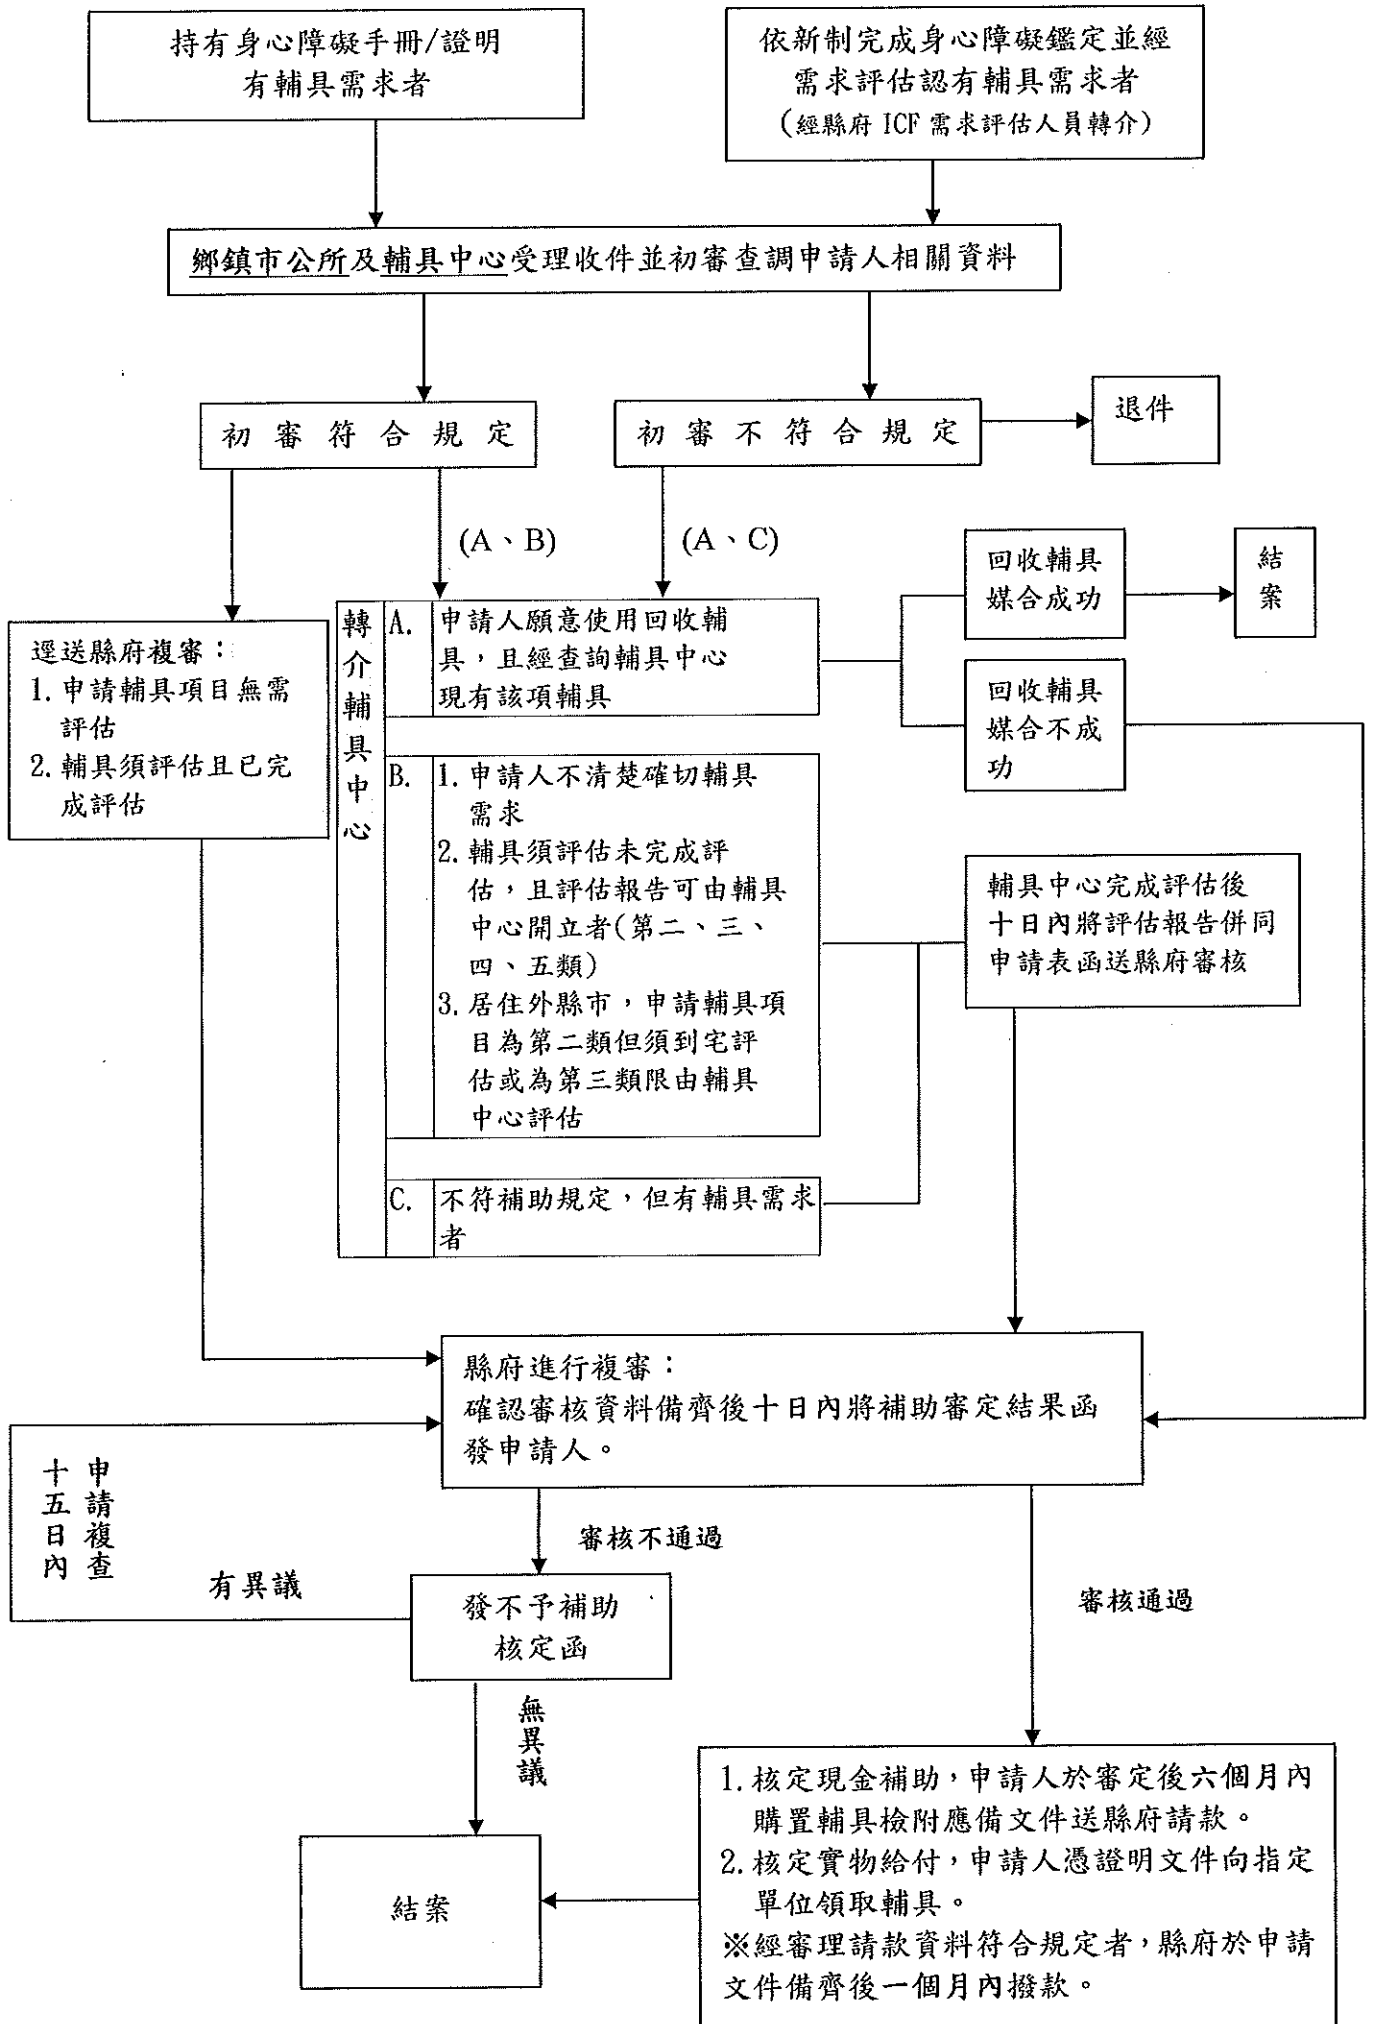 持有身心障礙手冊/證明
有輔具需求者
依新制完成身心障礙鑑定並經
需求評估認有輔具需求者
(經縣府 ICF 需求評估人員轉介)
鄉鎮市公所及輔具中心受理收件並初審查調申請人相關資料
初審符合規定
初審不符合規定
退件
(A、B)
(A、C)
逕送縣府複審：
1. 申請輔具項目無需
評估
2. 輔具須評估且已完
成評估
轉介輔具中心
A. 申請人願意使用回收輔
具，且經查詢輔具中心
現有該項輔具
回收輔具
媒合成功
結案
回收輔具
媒合不成
功
B. 1. 申請人不清楚確切輔具
需求
2. 輔具須評估未完成評
估，且評估報告可由輔具
中心開立者(第二、三、
四、五類)
3. 居住外縣市，申請輔具項
目為第二類但須到宅評
估或為第三類限由輔具
中心評估
輔具中心完成評估後
十日內將評估報告併同
申請表函送縣府審核
C. 不符補助規定，但有輔具需求
者
縣府進行複審：
確認審核資料備齊後十日內將補助審定結果函
發申請人。
申請複查
十五日內
有異議
審核不通過
發不予補助
核定函
審核通過
無異議
結案
1. 核定現金補助，申請人於審定後六個月內
購置輔具檢附應備文件送縣府請款。
2. 核定實物給付，申請人憑證明文件向指定
單位領取輔具。
※經審理請款資料符合規定者，縣府於申請
文件備齊後一個月內撥款。